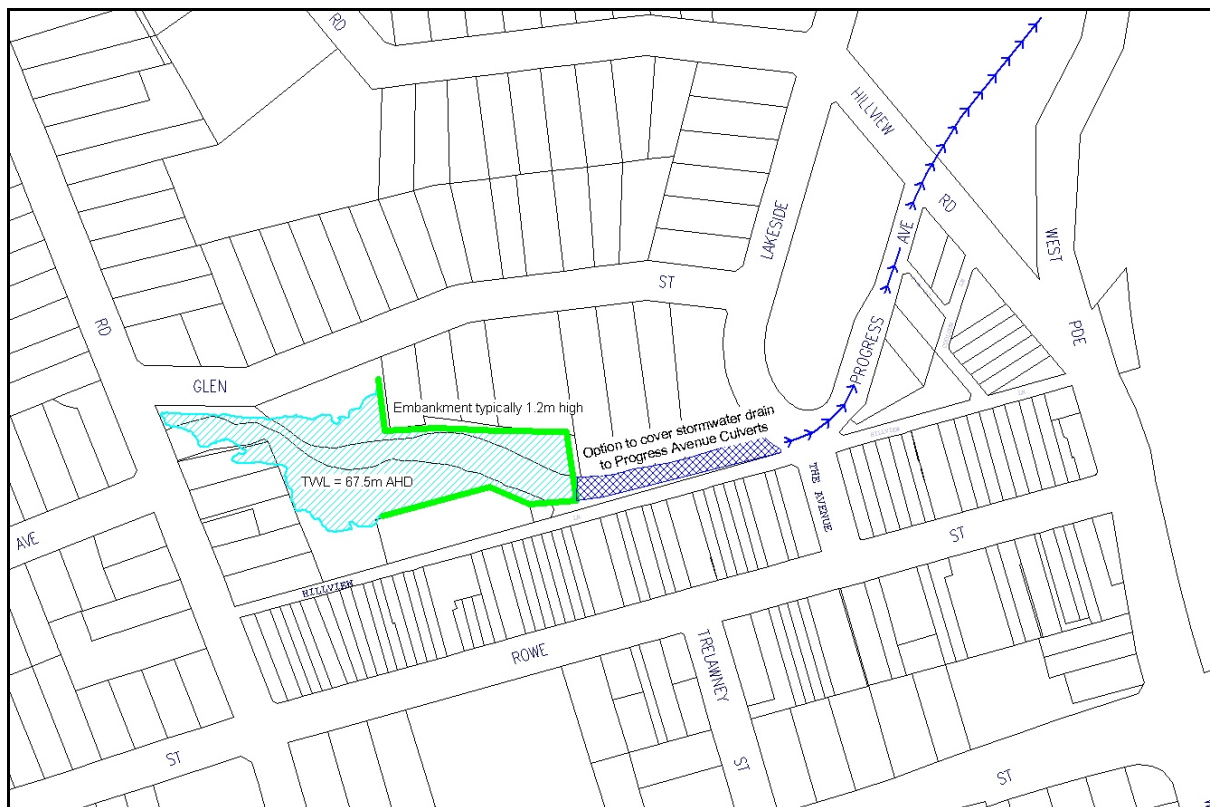 RD
HILLVIEW
RD
LAKESIDE
AVE
WEST
ST
PROGRESS
PDE
RD
GLEN
Embankment typically 1.2m high
Option to cover stormwater drain
to Progress Avenue Culverts
HILLVIEW
LA
TWL = 67.5m AHD
THE AVENUE
AVE
ST
HILLVIEW
ROWE
TRELAWNEY
ST
ST
ST